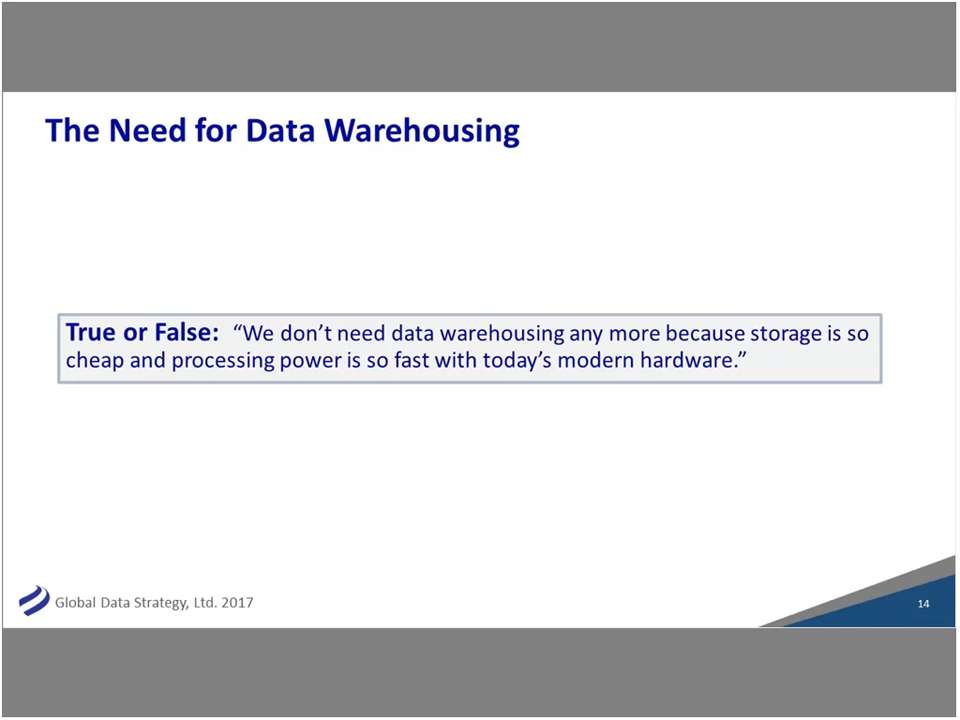 The Need for Data Warehousing
True or False: “We don’t need data warehousing any more because storage is so
cheap and processing power is so fast with today’s modern hardware.”
Global Data Strategy, Ltd. 2017
14